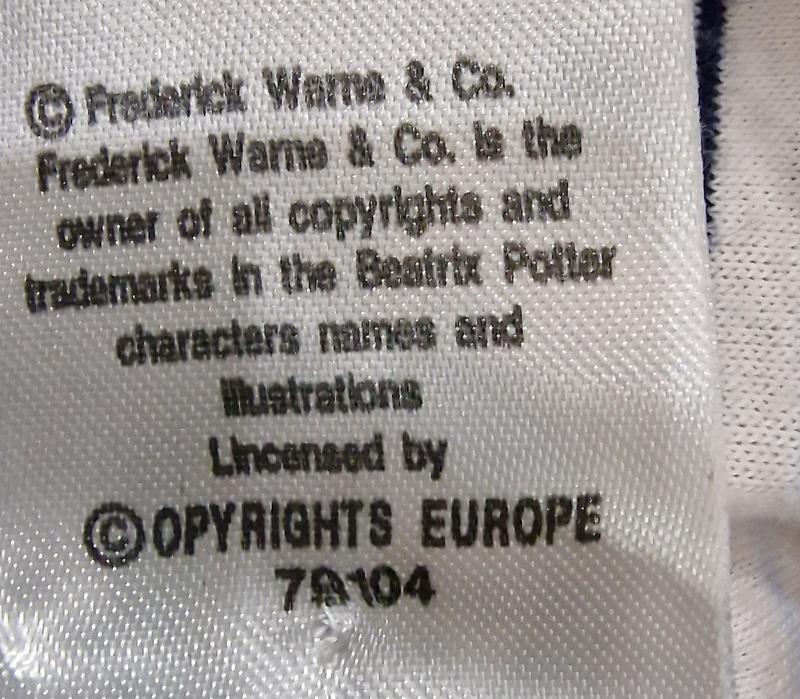 © Frederick Warne & Co.
Frederick Warne & Co. is the
owner of all copyrights and
trademarks in the Beatrix Potter
characters names and
illustrations
Lincensed by
©OPYRIGHTS EUROPE